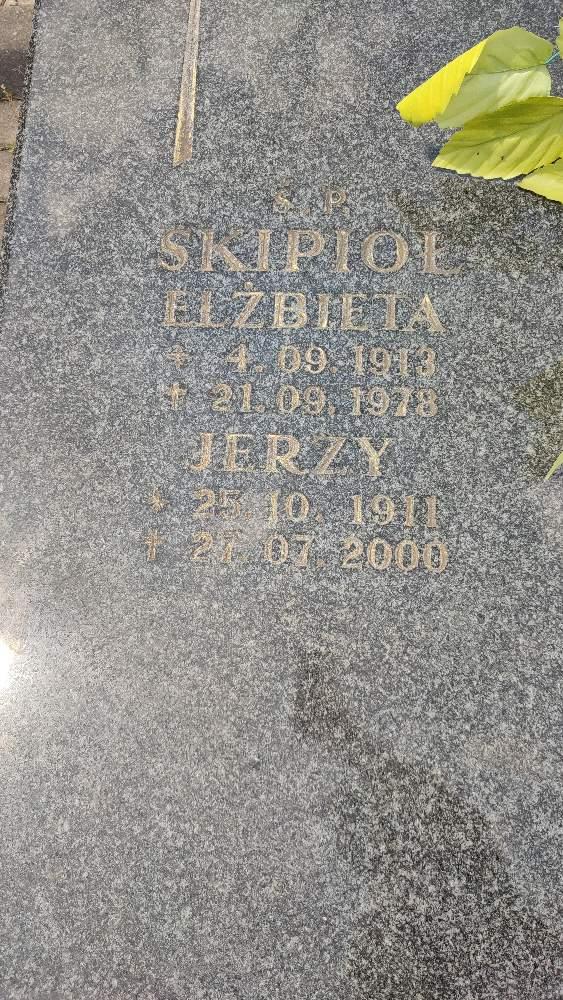 Ś. P.
SKIPIOŁ
ELŻBIETA
* 4. 09. 1913
† 21. 09. 1978
JERZY
* 25. 10. 1911
† 27. 07. 2000